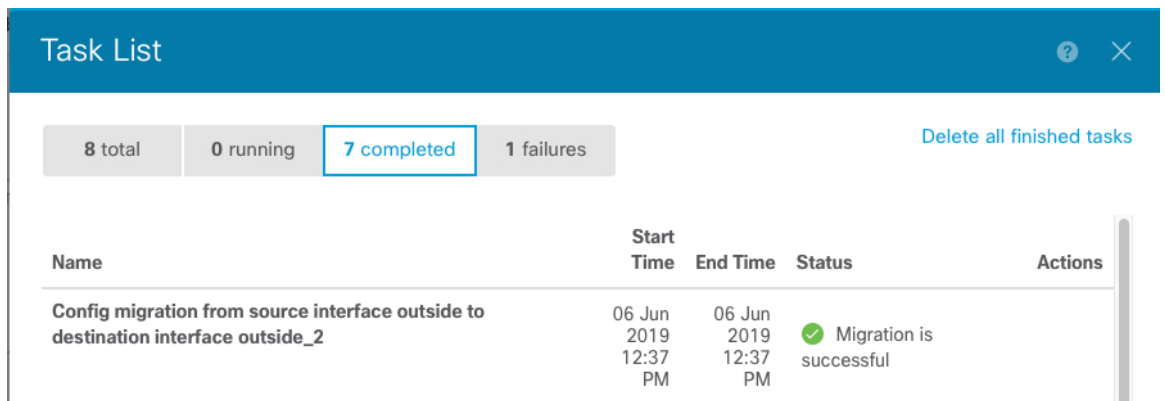 Task List
8 total
0 running
7 completed
1 failures
Delete all finished tasks
Name
Start
Time
End Time
Status
Actions
Config migration from source interface outside to
destination interface outside_2
06 Jun
2019
12:37
PM
06 Jun
2019
12:37
PM
Migration is
successful